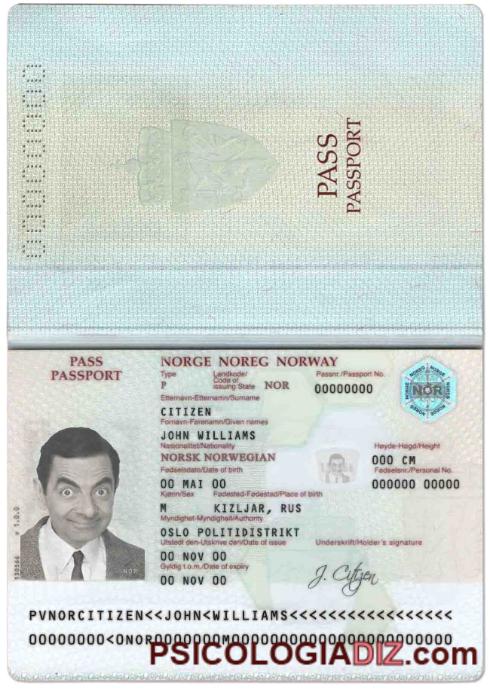 PASS
PASSPORT
00000000
PASS
PASSPORT
NORGE NOREG NORWAY
Type
Landkode/
Code of
issuing State
Passnr./Passport No.
P
NOR
00000000
NOR
Etternavn-Etternamn/Surname
CITIZEN
Fornavn-Førenamn/Given names
JOHN WILLIAMS
Nasjonalitet/Nationality
Høyde-Høgd/Height
NORSK NORWEGIAN
000 CM
Fødselsdato/Date of birth
Fødselsnr./Personal No.
00 MAI 00
000000 00000
Kjønn/Sex
Fødested-Fødestad/Place of birth
M
KIZLJAR, RUS
Myndighet-Myndigheit/Authority
OSLO POLITIDISTRIKT
Utstedt den-Utskrive den/Date of issue
Underskrift/Holder's signature
00 NOV 00
Gyldig t.o.m./Date of expiry
00 NOV 00
J. Citizen
NOR
PVNORCITIZEN<<JOHN<WILLIAMS<<<<<<<<<<<<<<<<<
PSICOLOGIADIZ.com